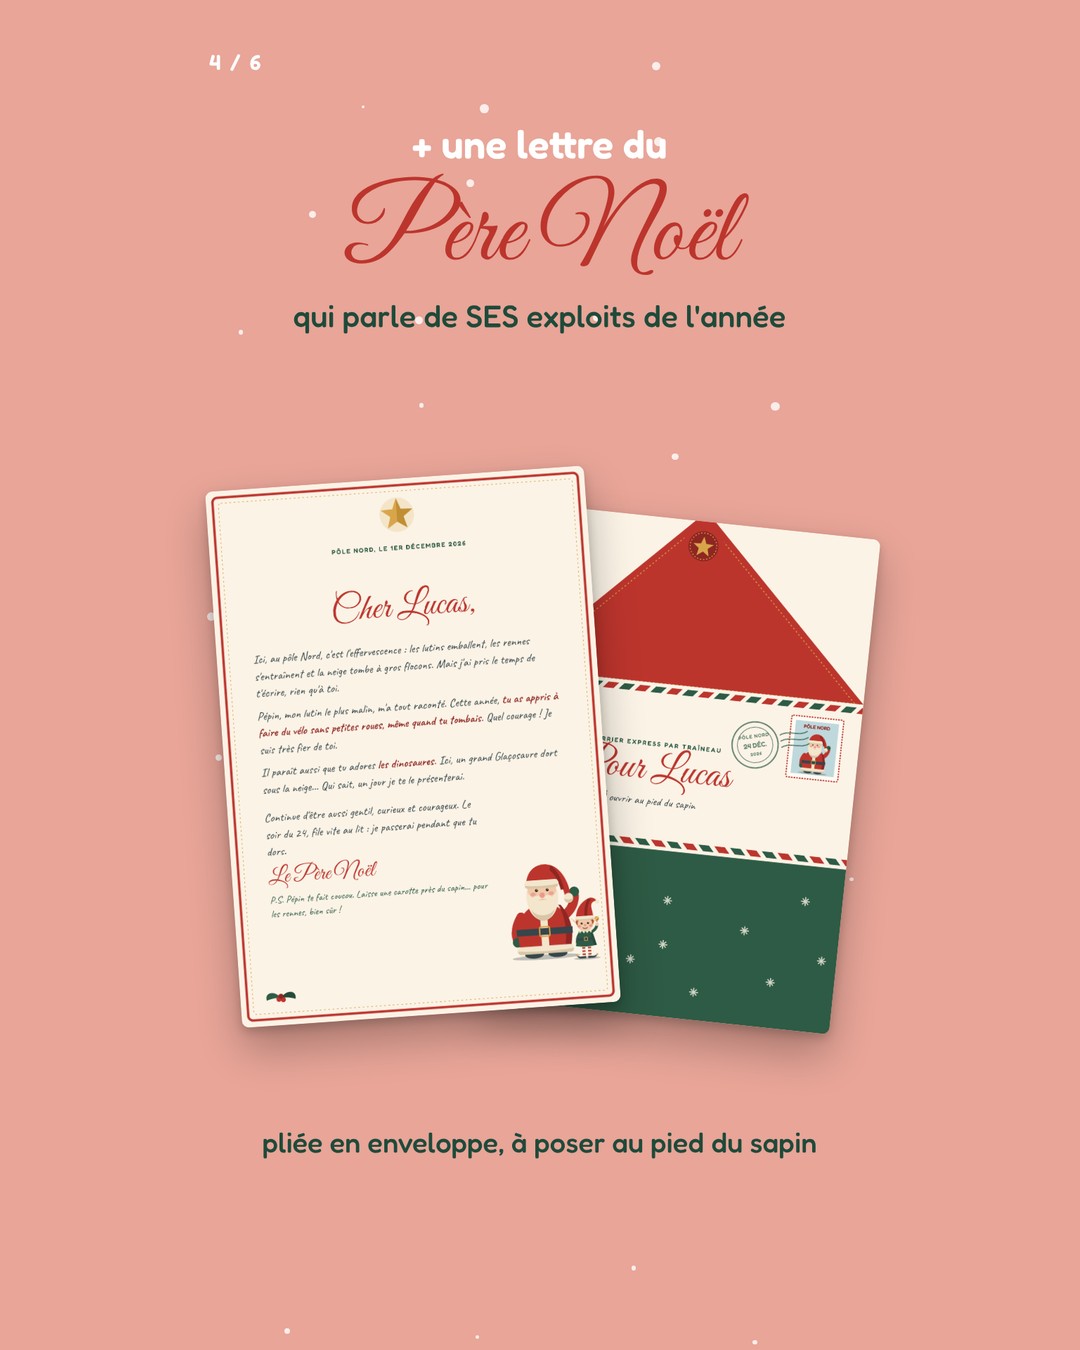 4 / 6
+ une lettre du
Père Noël
qui parle de SES exploits de l'année
PÔLE NORD, LE 1ER DÉCEMBRE 2026
Cher Lucas,
Ici, au pôle Nord, c'est l'effervescence : les lutins emballent, les rennes
s'entraînent et la neige tombe à gros flocons. Mais j'ai pris le temps de
t'écrire, rien qu'à toi.
Pépin, mon lutin le plus malin, m'a tout raconté. Cette année, tu as appris à
faire du vélo sans petites roues, même quand tu tombais. Quel courage ! Je
suis très fier de toi.
Il paraît aussi que tu adores les dinosaures. Ici, un grand Glagosaure dort
sous la neige... Qui sait, un jour je te le présenterai.
Continue d'être aussi gentil, curieux et courageux. Le
soir du 24, file vite au lit : je passerai pendant que tu
dors.
Le Père Noël
P.S. Pépin te fait coucou. Laisse une carotte près du sapin... pour
les rennes, bien sûr !
EXPRESS PAR TRAÎNEAU
Pour Lucas
ouvrir au pied du sapin
PÔLE NORD
24 DÉC.
PÔLE NORD
pliée en enveloppe, à poser au pied du sapin